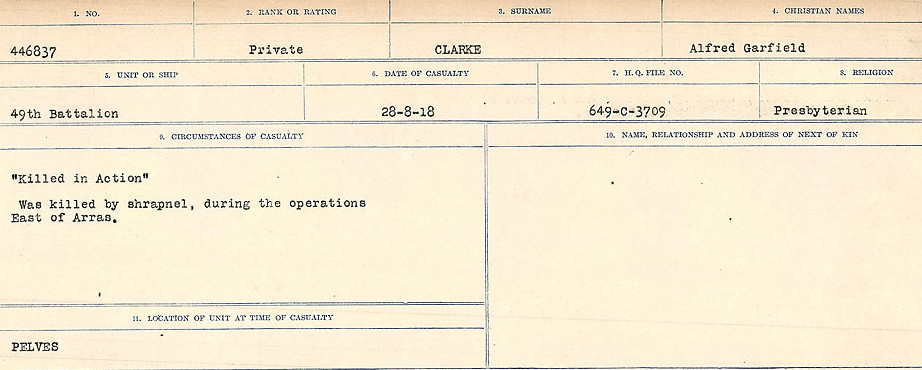 1. NO. 2. RANK OR RATING 3. SURNAME 4. CHRISTIAN NAMES
446837 Private CLARKE Alfred Garfield
5. UNIT OR SHIP 6. DATE OF CASUALTY 7. H. Q. FILE NO. 8. RELIGION
49th Battalion 28-8-18 649-C-3709 Presbyterian
9. CIRCUMSTANCES OF CASUALTY
"Killed in Action"
Was killed by shrapnel, during the operations
East of Arras.
10. NAME, RELATIONSHIP AND ADDRESS OF NEXT OF KIN
11. LOCATION OF UNIT AT TIME OF CASUALTY
PELVES